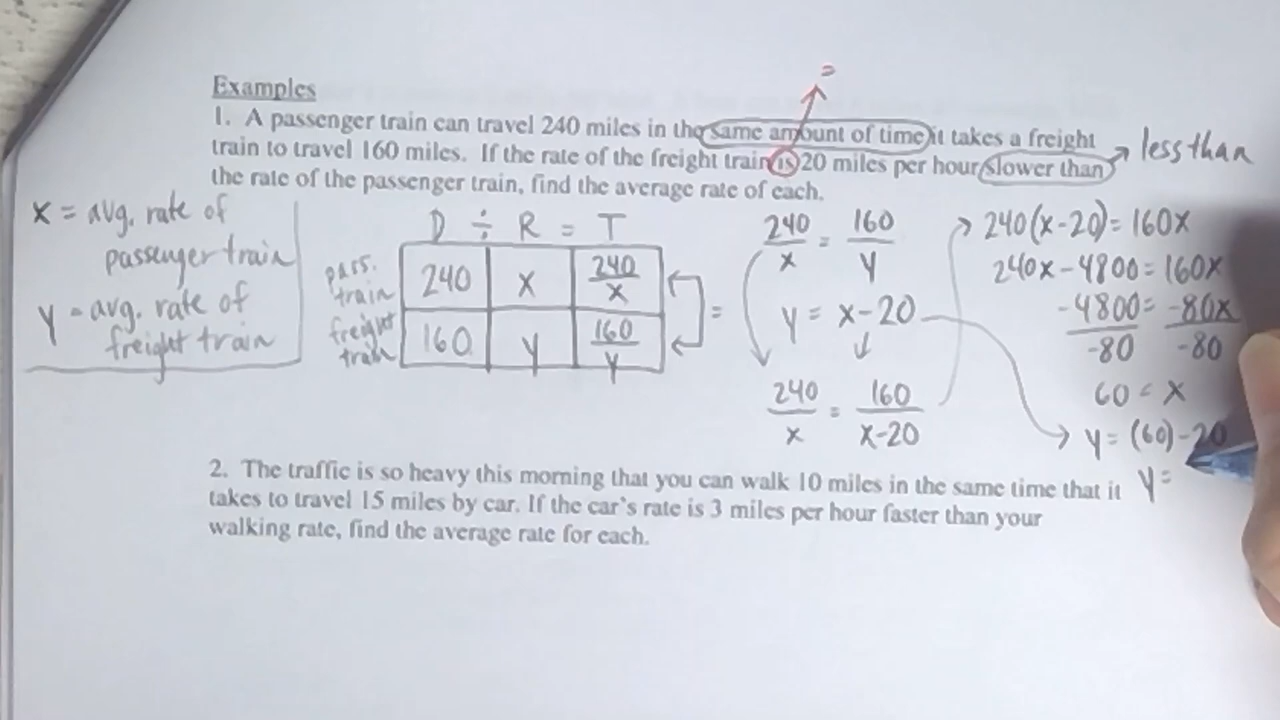 Examples
=
1. A passenger train can travel 240 miles in the same amount of time it takes a freight
train to travel 160 miles. If the rate of the freight train is 20 miles per hour slower than
less than
the rate of the passenger train, find the average rate of each.
x = avg. rate of
passenger train
y = avg. rate of
freight train
D ÷ R = T
pass. train 240 x 240/x
freight train 160 y 160/y
=
240/x = 160/y
y = x-20
240/x = 160/x-20
240(x-20) = 160x
240x - 4800 = 160x
-4800 = -80x
-80 -80
60 = x
y = (60)-20
y =
2. The traffic is so heavy this morning that you can walk 10 miles in the same time that it
takes to travel 15 miles by car. If the car's rate is 3 miles per hour faster than your
walking rate, find the average rate for each.